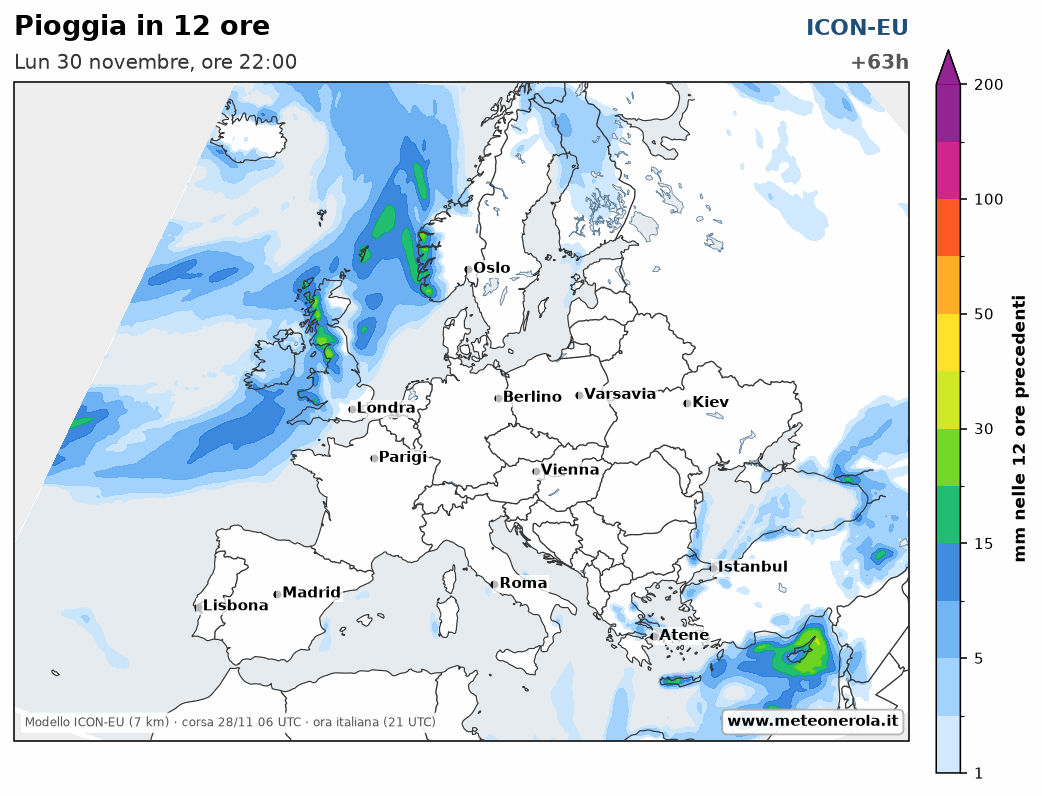 Pioggia in 12 ore
ICON-EU
Lun 30 novembre, ore 22:00
+63h
200
100
50
30
15
5
1
mm nelle 12 ore precedenti
Oslo
Berlino
Varsavia
Kiev
Londra
Parigi
Vienna
Istanbul
Roma
Madrid
Lisbona
Atene
Modello ICON-EU (7 km) · corsa 28/11 06 UTC · ora italiana (21 UTC)
www.meteonerola.it